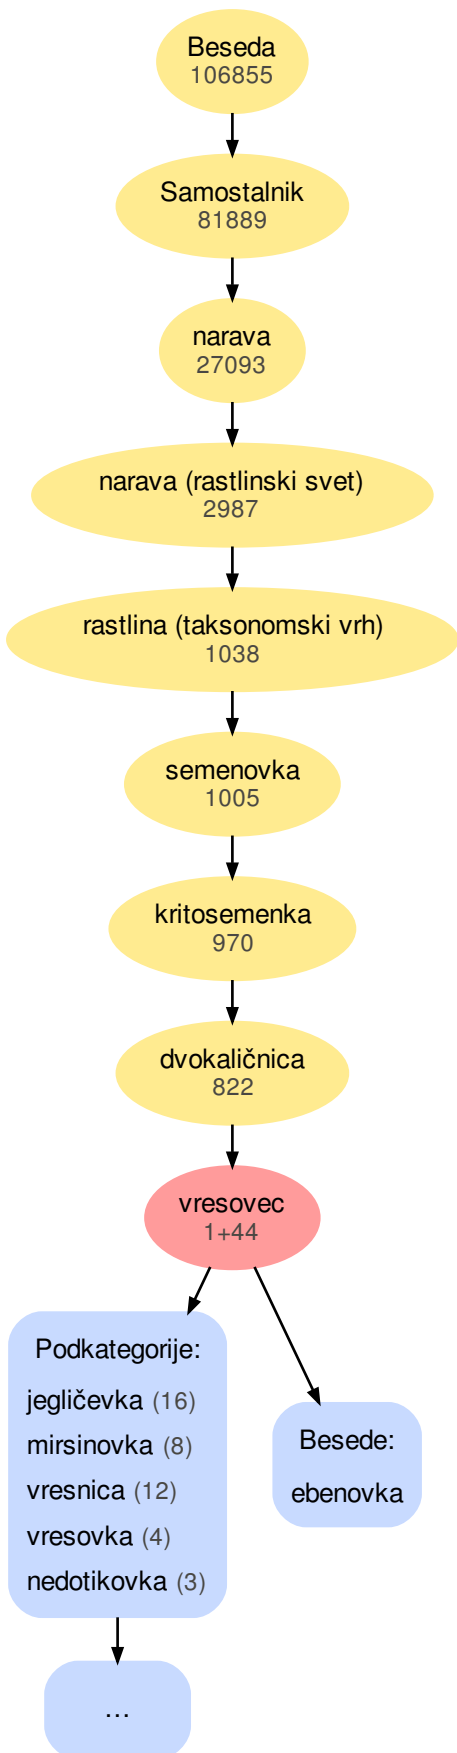 Beseda
106855
Samostalnik
81889
narava
27093
narava (rastlinski svet)
2987
rastlina (taksonomski vrh)
1038
semenovka
1005
kritosemenka
970
dvokaličnica
822
vresovec
1+44
Podkategorije:
jegličevka (16)
mirsinovka (8)
vresnica (12)
vresovka (4)
nedotikovka (3)
Besede:
ebenovka
...